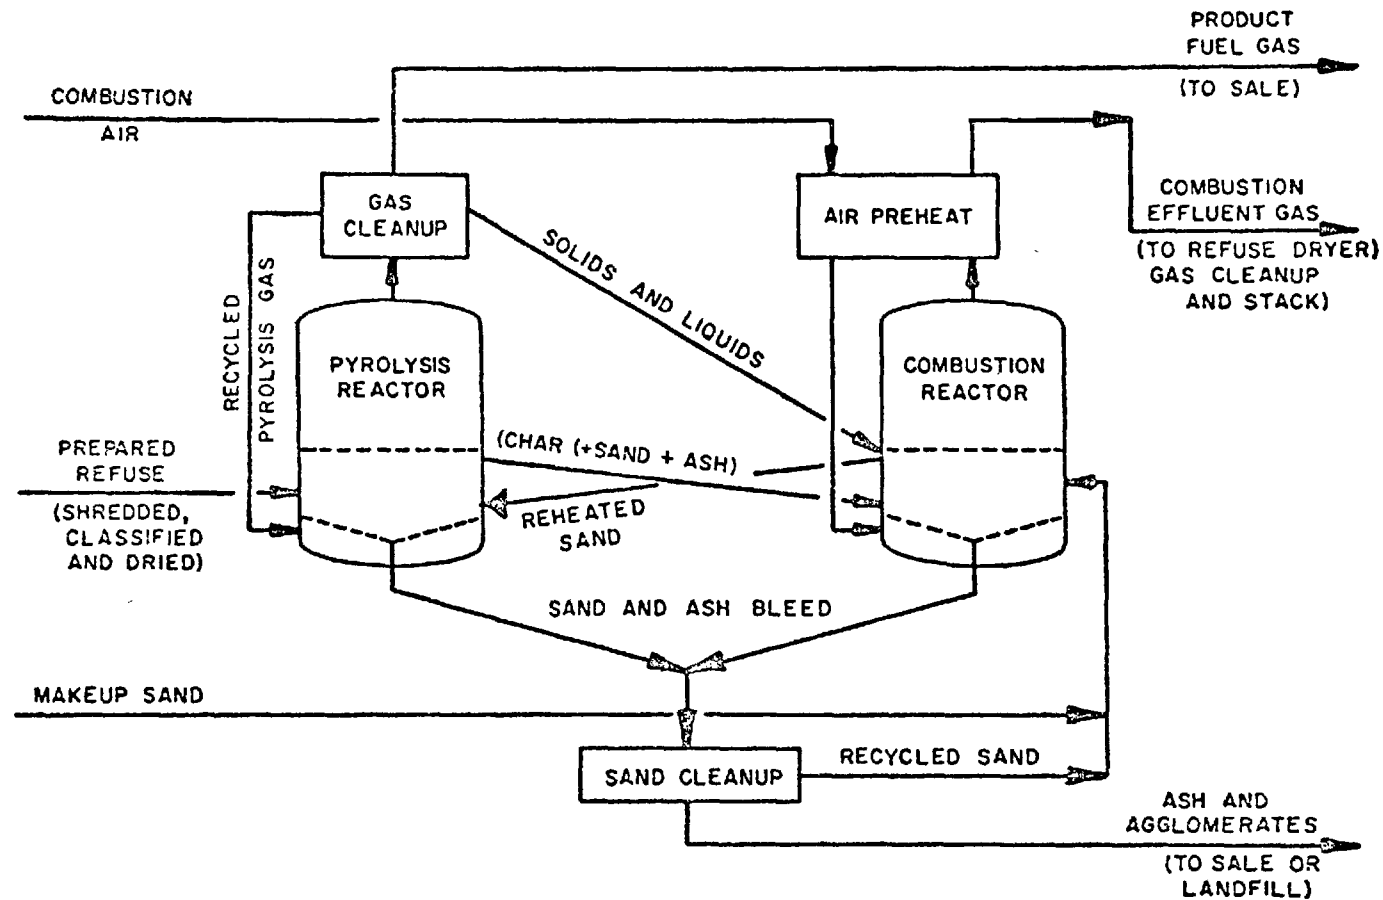 PRODUCT
FUEL GAS
(TO SALE)
COMBUSTION
AIR
GAS
CLEANUP
AIR PREHEAT
COMBUSTION
EFFLUENT GAS
(TO REFUSE DRYER)
GAS CLEANUP
AND STACK)
SOLIDS AND LIQUIDS
RECYCLED
PYROLYSIS GAS
PYROLYSIS
REACTOR
COMBUSTION
REACTOR
PREPARED
REFUSE
(SHREDDED,
CLASSIFIED
AND DRIED)
(CHAR (+SAND + ASH)
REHEATED
SAND
SAND AND ASH BLEED
MAKEUP SAND
SAND CLEANUP
RECYCLED SAND
ASH AND
AGGLOMERATES
(TO SALE OR
LANDFILL)